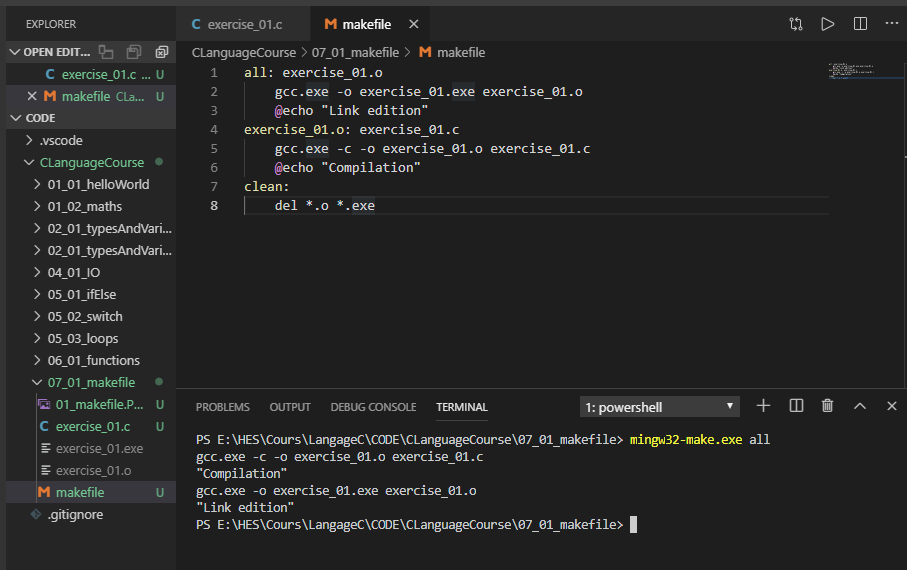 EXPLORER
OPEN EDIT...
C exercise_01.c ... U
M makefile CLa... U
CODE
.vscode
CLanguageCourse
01_01_helloWorld
01_02_maths
02_01_typesAndVari...
02_01_typesAndVari...
04_01_IO
05_01_ifElse
05_02_switch
05_03_loops
06_01_functions
07_01_makefile
01_makefile.P... U
C exercise_01.c U
exercise_01.exe
exercise_01.o
M makefile U
.gitignore
C exercise_01.c M makefile
CLanguageCourse > 07_01_makefile > M makefile
1 all: exercise_01.o
2 gcc.exe -o exercise_01.exe exercise_01.o
3 @echo "Link edition"
4 exercise_01.o: exercise_01.c
5 gcc.exe -c -o exercise_01.o exercise_01.c
6 @echo "Compilation"
7 clean:
8 del *.o *.exe
PROBLEMS OUTPUT DEBUG CONSOLE TERMINAL 1: powershell
PS E:\HES\Cours\LangageC\CODE\CLanguageCourse\07_01_makefile> mingw32-make.exe all
gcc.exe -c -o exercise_01.o exercise_01.c
"Compilation"
gcc.exe -o exercise_01.exe exercise_01.o
"Link edition"
PS E:\HES\Cours\LangageC\CODE\CLanguageCourse\07_01_makefile>